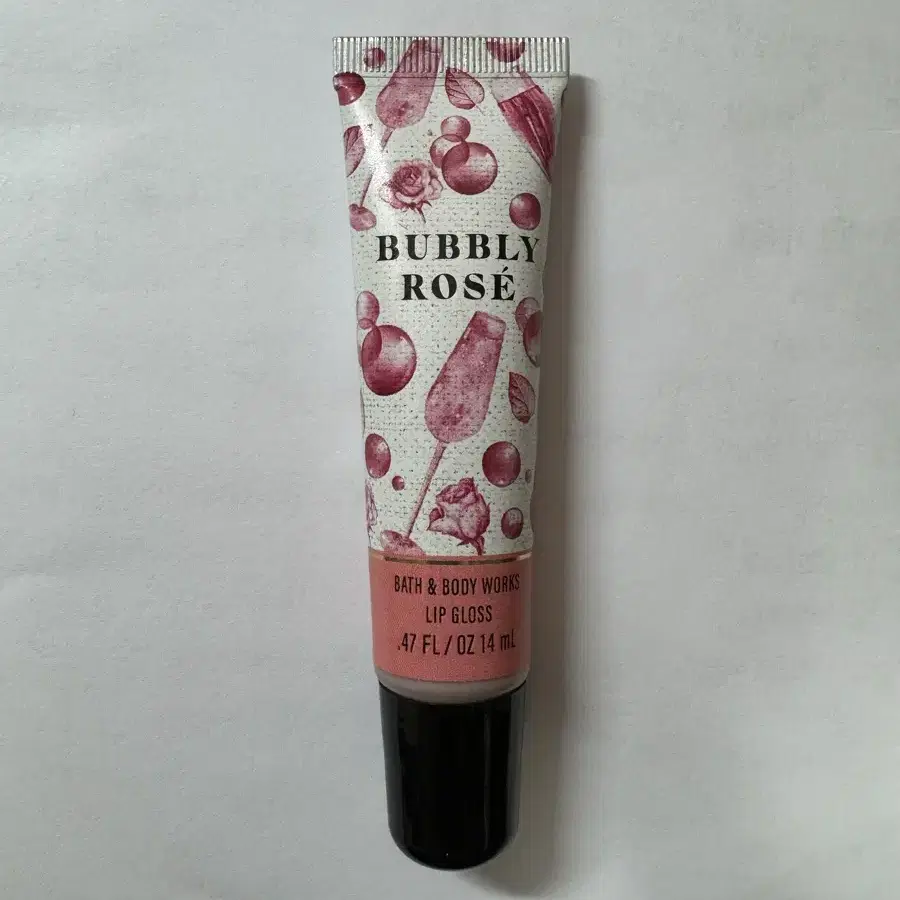 BUBBLY
ROSÉ
BATH & BODY WORKS
LIP GLOSS
.47 FL / OZ 14 mL